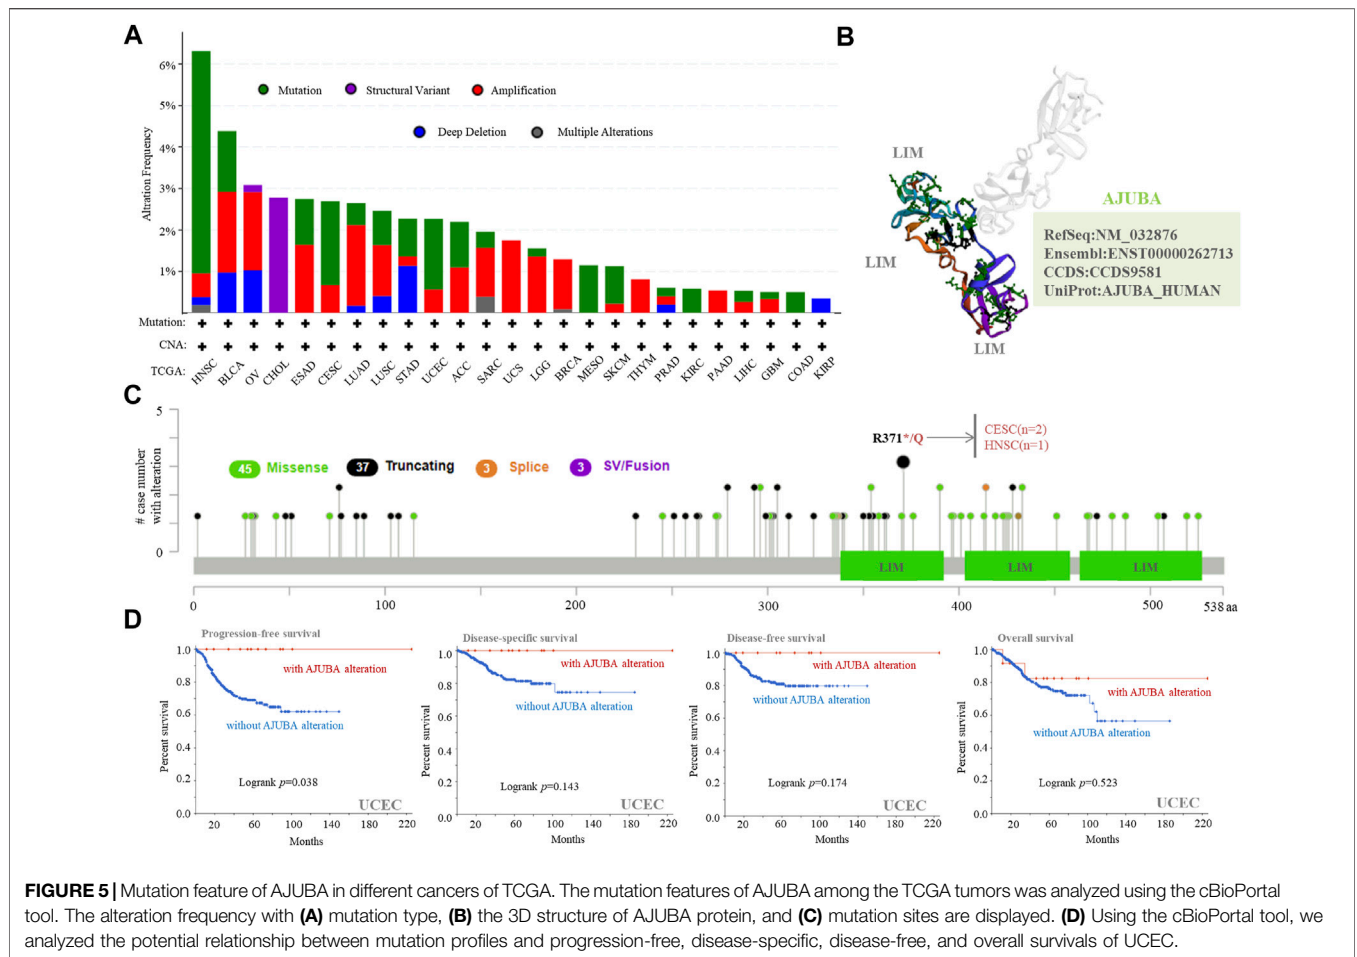 A
6%
5%
4%
3%
2%
1%
Altration Frequency
Mutation
Structural Variant
Amplification
Deep Deletion
Multiple Alterations
Mutation:
CNA:
TCGA:
HNSC
BLCA
OV
CHOL
ESAD
CESC
LUAD
LUSC
STAD
UCEC
ACC
SARC
UCS
LGG
BRCA
MESO
SKCM
THYM
PRAD
KIRC
PAAD
LIHC
GBM
COAD
KIRP
B
LIM
LIM
LIM
AJUBA
RefSeq:NM_032876
Ensembl:ENST00000262713
CCDS:CCDS9581
UniProt:AJUBA_HUMAN
C
5
0
# case number
with alteration
45 Missense
37 Truncating
3 Splice
3 SV/Fusion
R371*/Q
CESC(n=2)
HNSC(n=1)
LIM
LIM
LIM
0
100
200
300
400
500
538 aa
D
Progression-free survival
1.0
0.8
0.6
0.4
0.2
0.0
Percent survival
with AJUBA alteration
without AJUBA alteration
Logrank p=0.038
UCEC
20 60 100 140 180 220
Months
Disease-specific survival
1.0
0.8
0.6
0.4
0.2
0.0
Percent survival
with AJUBA alteration
without AJUBA alteration
Logrank p=0.143
UCEC
20 60 100 140 180 220
Months
Disease-free survival
1.0
0.8
0.6
0.4
0.2
0.0
Percent survival
with AJUBA alteration
without AJUBA alteration
Logrank p=0.174
UCEC
20 60 100 140 180 220
Months
Overall survival
1.0
0.8
0.6
0.4
0.2
0.0
Percent survival
with AJUBA alteration
without AJUBA alteration
Logrank p=0.523
UCEC
20 60 100 140 180 220
Months
FIGURE 5 | Mutation feature of AJUBA in different cancers of TCGA. The mutation features of AJUBA among the TCGA tumors was analyzed using the cBioPortal
tool. The alteration frequency with (A) mutation type, (B) the 3D structure of AJUBA protein, and (C) mutation sites are displayed. (D) Using the cBioPortal tool, we
analyzed the potential relationship between mutation profiles and progression-free, disease-specific, disease-free, and overall survivals of UCEC.